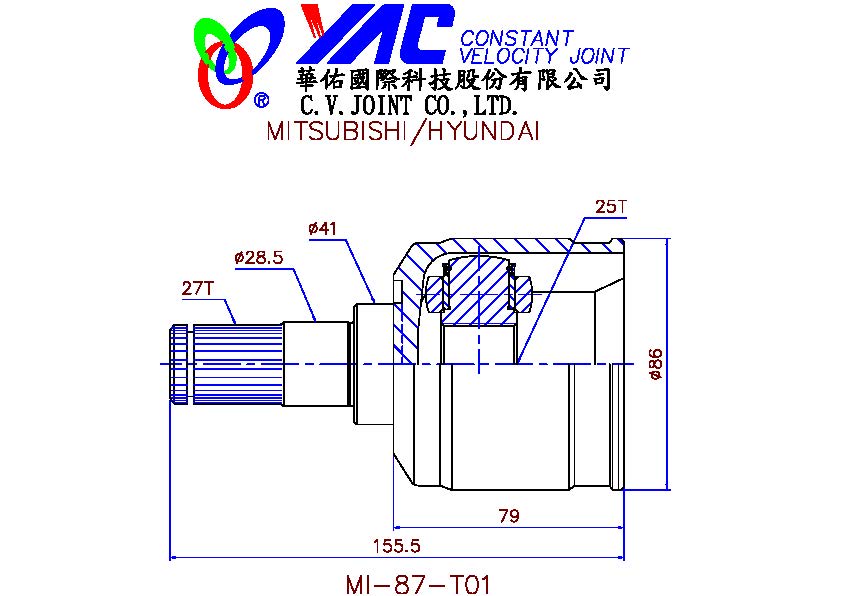 YAC CONSTANT
VELOCITY JOINT
®
華佑國際科技股份有限公司
C.V.JOINT CO.,LTD.
MITSUBISHI/HYUNDAI
25T
ø41
ø28.5
27T
ø86
79
155.5
MI-87-T01